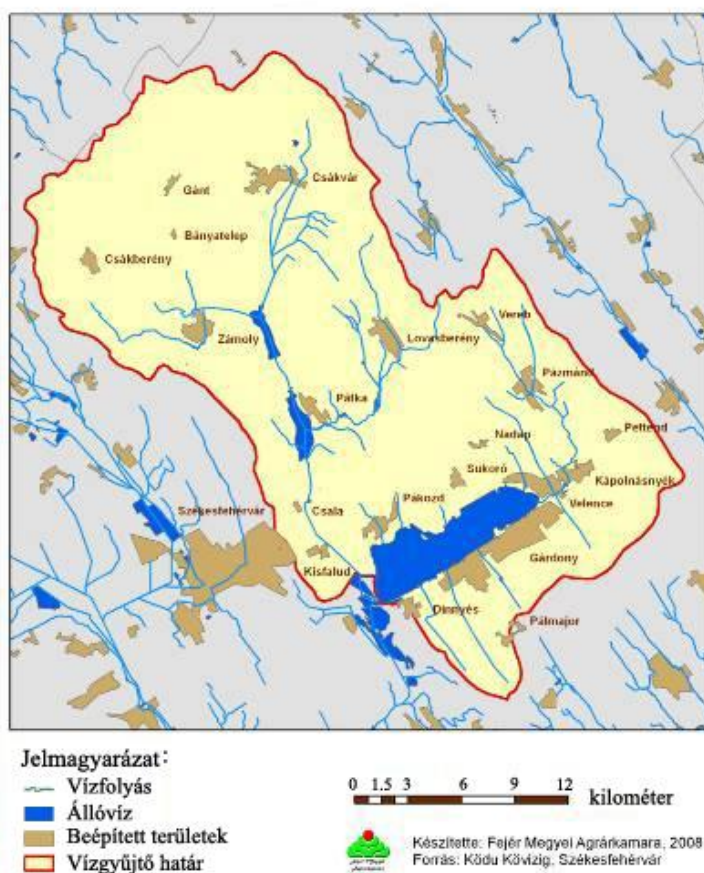 Csákvár
Gánt
Bányatelep
Csákberény
Zámoly
Lovasberény
Vereb
Pázmánd
Pátka
Nadap
Pettend
Sukoró
Kápolnásnyék
Székesfehérvár
Csala
Pákozd
Velence
Kisfalud
Gárdony
Dinnyés
Pálmajor
Jelmagyarázat:
Vízfolyás
Állóvíz
Beépített területek
Vízgyűjtő határ
0 1.5 3 6 9 12
kilométer
Készítette: Fejér Megyei Agrárkamara, 2008
Forrás: Ködu Kövizig, Székesfehérvár